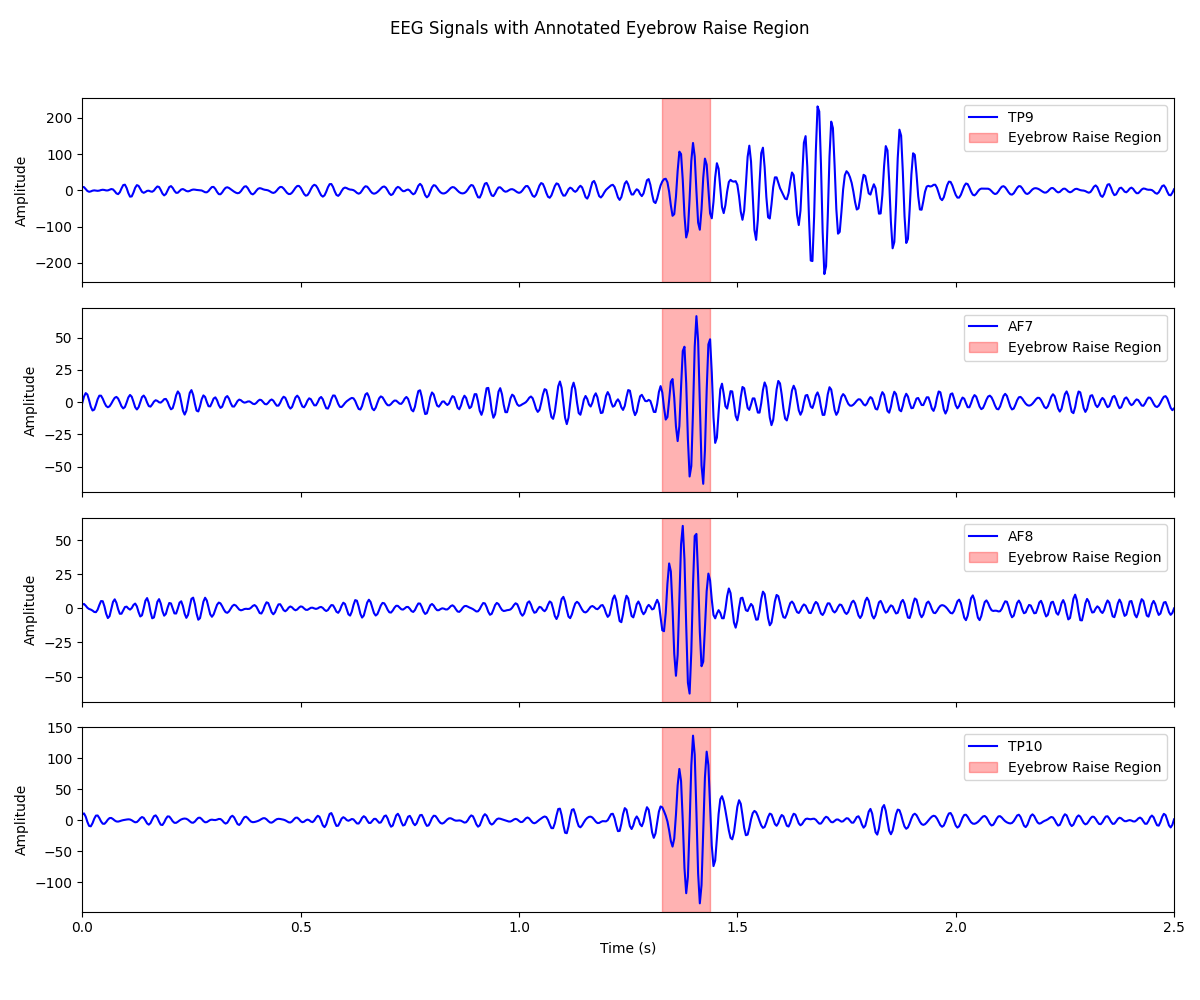 EEG Signals with Annotated Eyebrow Raise Region
200
100
0
−100
−200
Amplitude
TP9
Eyebrow Raise Region
50
25
0
−25
−50
Amplitude
AF7
Eyebrow Raise Region
50
25
0
−25
−50
Amplitude
AF8
Eyebrow Raise Region
150
100
50
0
−50
−100
Amplitude
TP10
Eyebrow Raise Region
0.0 0.5 1.0 1.5 2.0 2.5
Time (s)